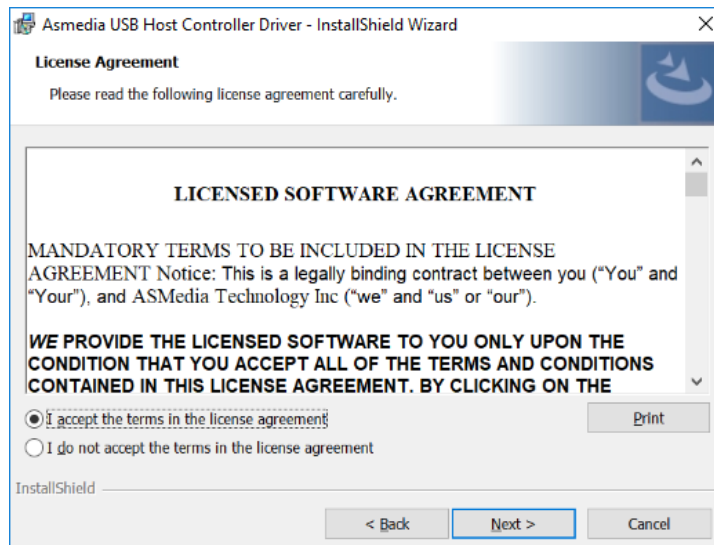 Asmedia USB Host Controller Driver - InstallShield Wizard
License Agreement
Please read the following license agreement carefully.
LICENSED SOFTWARE AGREEMENT
MANDATORY TERMS TO BE INCLUDED IN THE LICENSE
AGREEMENT Notice: This is a legally binding contract between you (“You” and
“Your”), and ASMedia Technology Inc (“we” and “us” or “our”).
WE PROVIDE THE LICENSED SOFTWARE TO YOU ONLY UPON THE
CONDITION THAT YOU ACCEPT ALL OF THE TERMS AND CONDITIONS
CONTAINED IN THIS LICENSE AGREEMENT. BY CLICKING ON THE
I accept the terms in the license agreement
Print
I do not accept the terms in the license agreement
InstallShield
< Back
Next >
Cancel